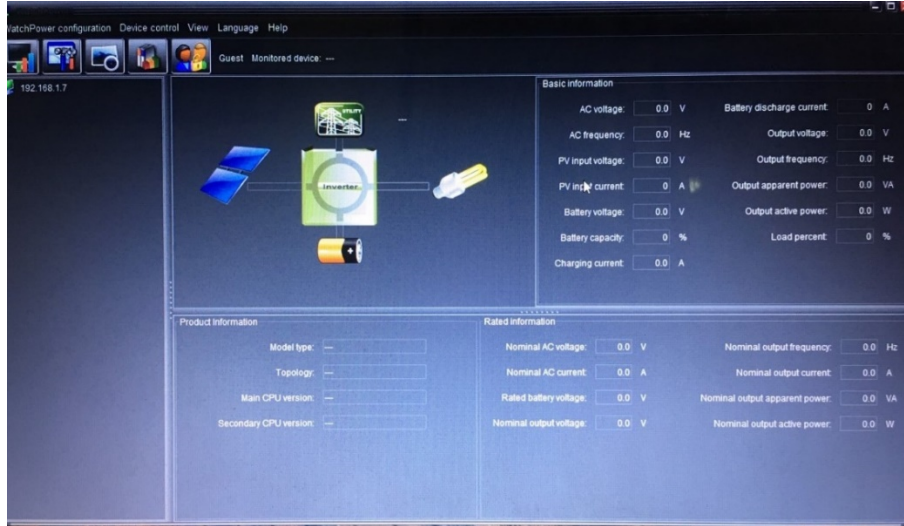 WatchPower configuration Device control View Language Help
Guest Monitored device: ---
192.168.1.7
UTILITY
---
Inverter
Basic information
AC voltage: 0.0 V Battery discharge current: 0 A
AC frequency: 0.0 Hz Output voltage: 0.0 V
PV input voltage: 0.0 V Output frequency: 0.0 Hz
PV input current: 0 A Output apparent power: 0.0 VA
Battery voltage: 0.0 V Output active power: 0.0 W
Battery capacity: 0 % Load percent: 0 %
Charging current: 0.0 A
Product information
Model type: ---
Topology: ---
Main CPU version: ---
Secondary CPU version: ---
Rated information
Nominal AC voltage: 0.0 V Nominal output frequency: 0.0 Hz
Nominal AC current: 0.0 A Nominal output current: 0.0 A
Rated battery voltage: 0.0 V Nominal output apparent power: 0.0 VA
Nominal output voltage: 0.0 V Nominal output active power: 0.0 W